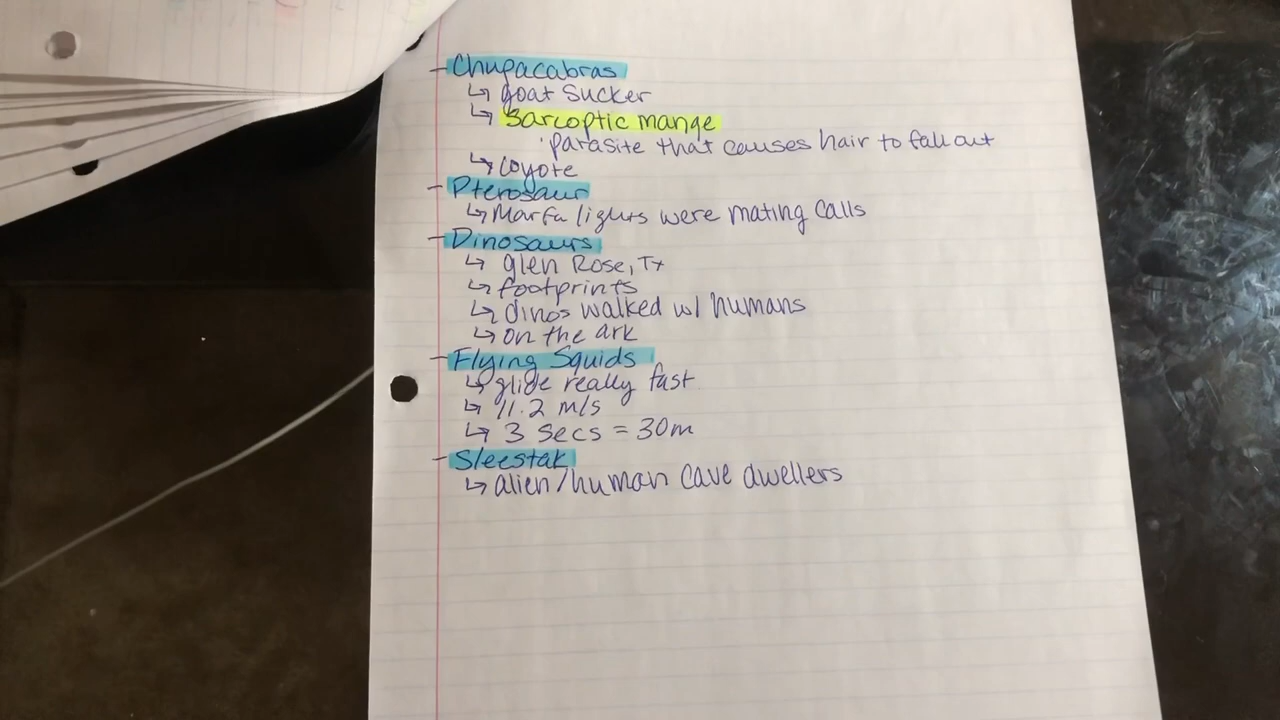 - Chupacabras
↳ goat sucker
↳ Sarcoptic mange
· parasite that causes hair to fall out
↳ coyote
- Pterosaur
↳ Marfa lights were mating calls
- Dinosaurs
↳ Glen Rose, Tx
↳ footprints
↳ dinos walked w/ humans
↳ on the ark
- Flying Squids
↳ glide really fast
↳ 11.2 m/s
↳ 3 secs = 30m
- Sleestak
↳ alien/human cave dwellers